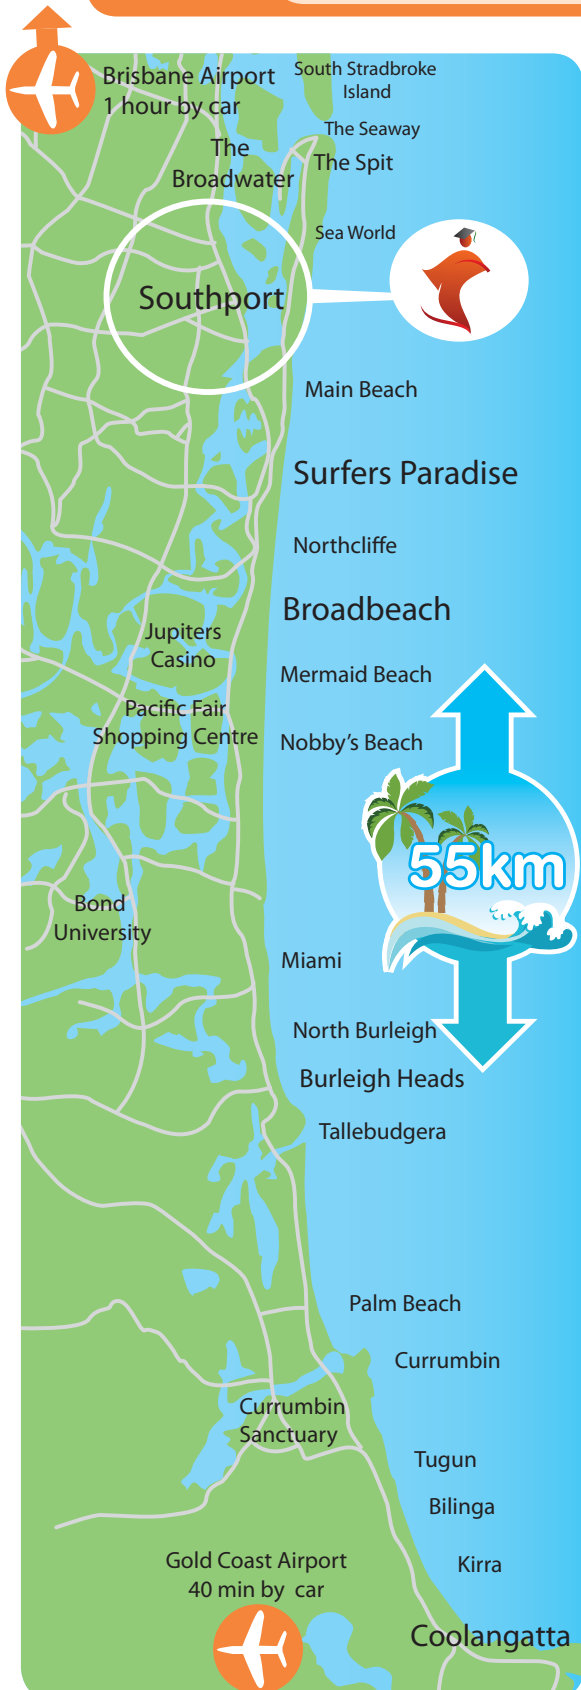 Brisbane Airport
1 hour by car
South Stradbroke
Island
The Seaway
The
Broadwater
The Spit
Sea World
Southport
Main Beach
Surfers Paradise
Northcliffe
Broadbeach
Jupiters
Casino
Mermaid Beach
Pacific Fair
Shopping Centre
Nobby's Beach
55km
Bond
University
Miami
North Burleigh
Burleigh Heads
Tallebudgera
Palm Beach
Currumbin
Currumbin
Sanctuary
Tugun
Bilinga
Gold Coast Airport
40 min by car
Kirra
Coolangatta